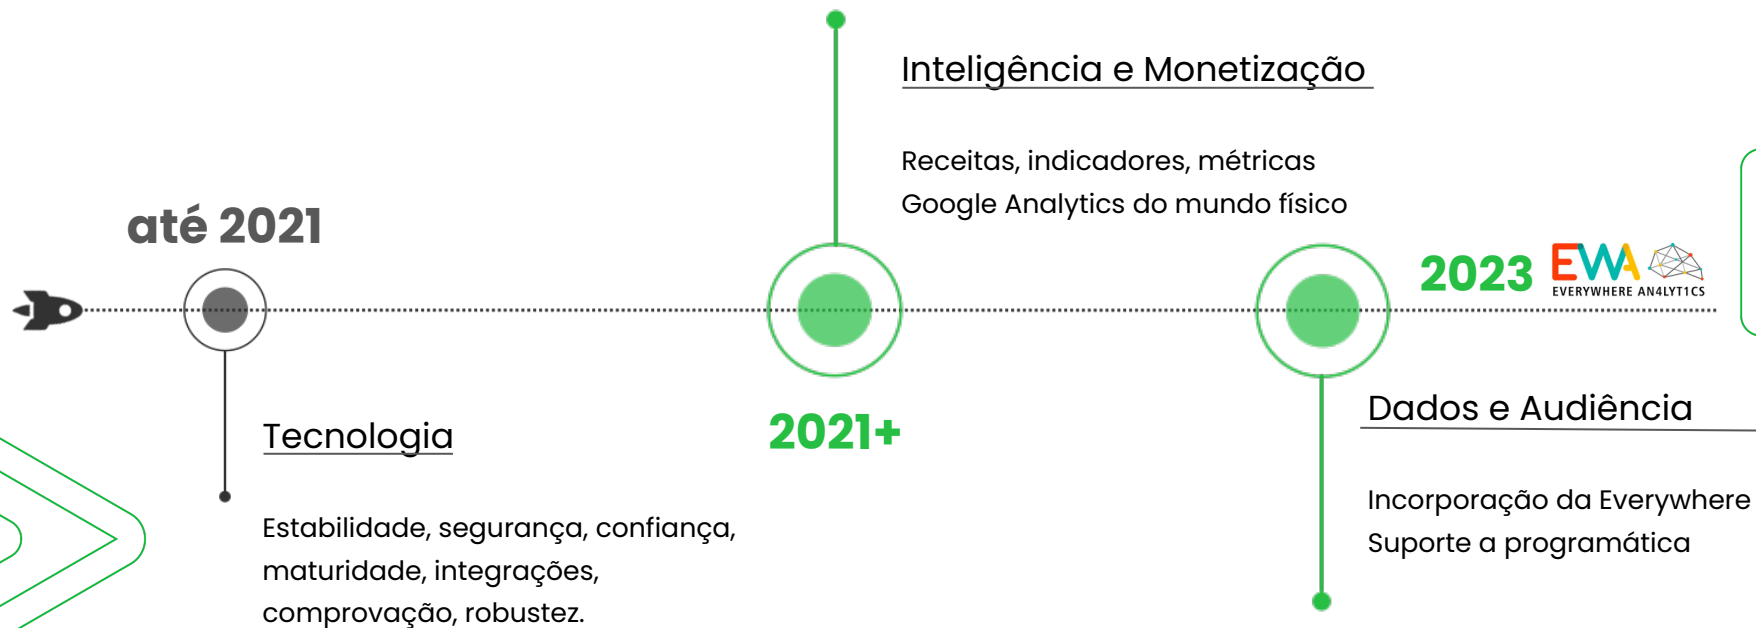 até 2021
Tecnologia
Estabilidade, segurança, confiança,
maturidade, integrações,
comprovação, robustez.
Inteligência e Monetização
Receitas, indicadores, métricas
Google Analytics do mundo físico
2021+
2023
EWA
EVERYWHERE AN4LYT1CS
Dados e Audiência
Incorporação da Everywhere
Suporte a programática